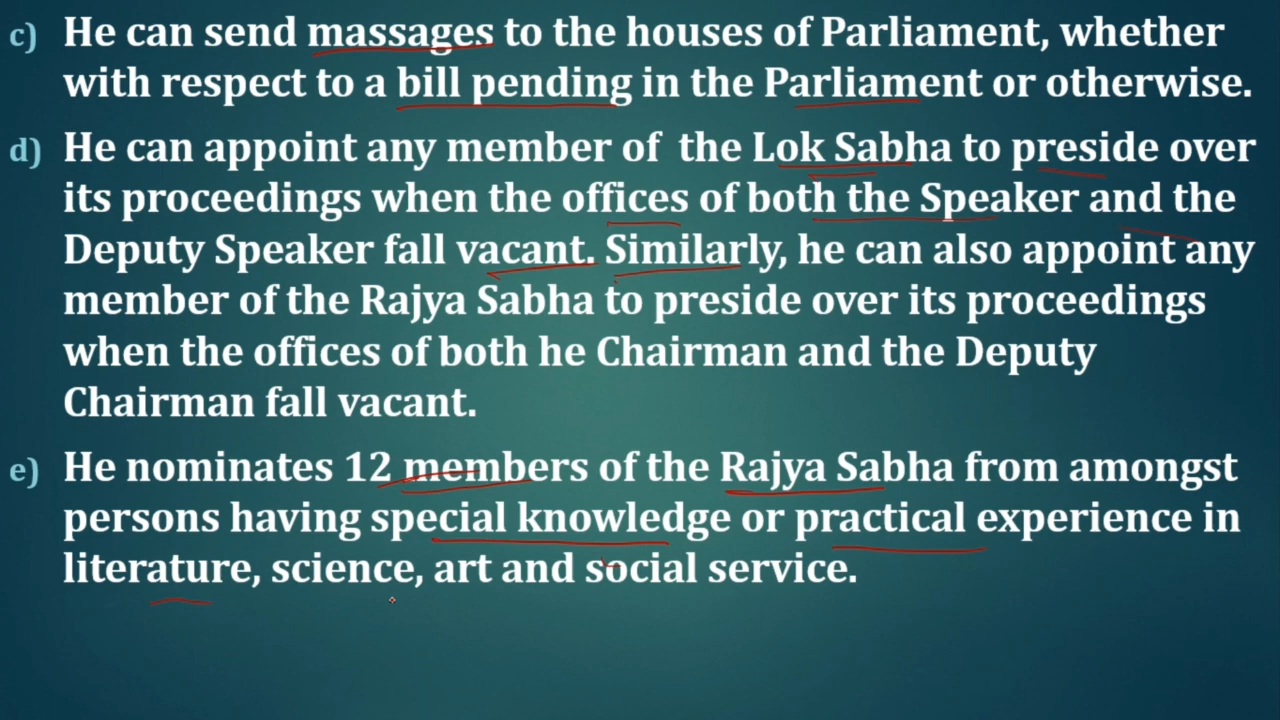 c) He can send massages to the houses of Parliament, whether
with respect to a bill pending in the Parliament or otherwise.
d) He can appoint any member of the Lok Sabha to preside over
its proceedings when the offices of both the Speaker and the
Deputy Speaker fall vacant. Similarly, he can also appoint any
member of the Rajya Sabha to preside over its proceedings
when the offices of both he Chairman and the Deputy
Chairman fall vacant.
e) He nominates 12 members of the Rajya Sabha from amongst
persons having special knowledge or practical experience in
literature, science, art and social service.